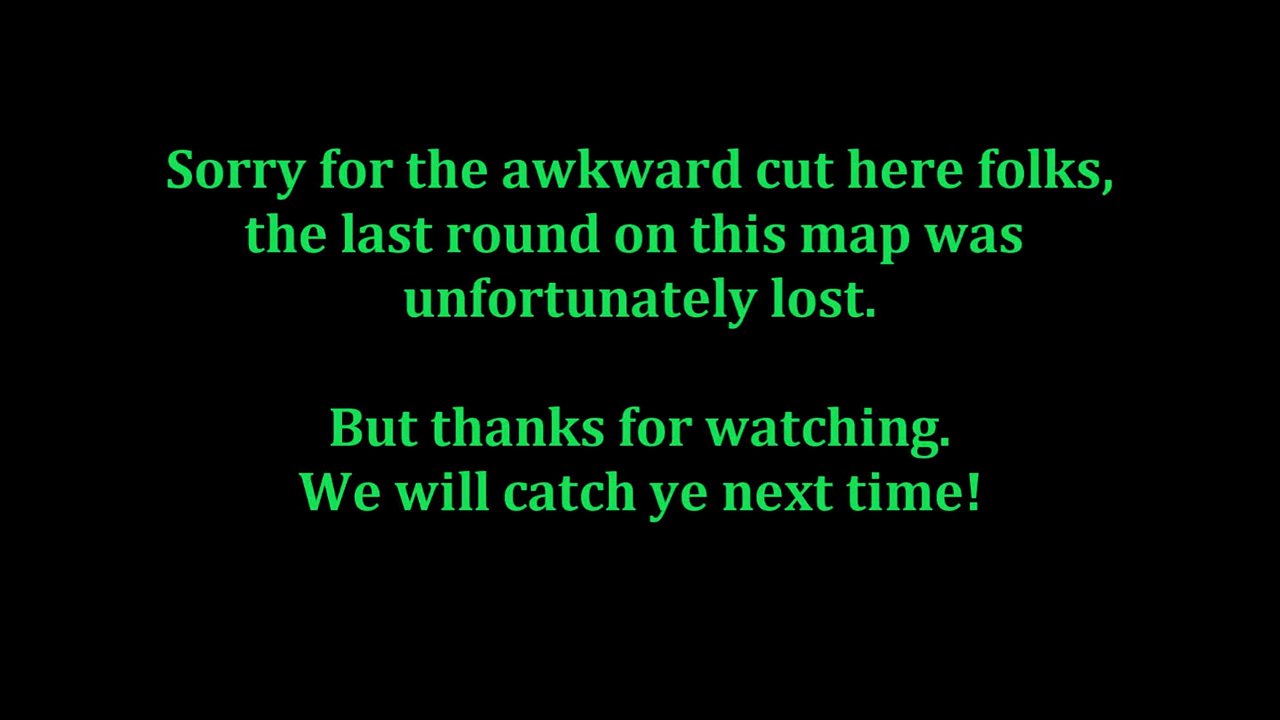 Sorry for the awkward cut here folks,
the last round on this map was
unfortunately lost.
But thanks for watching.
We will catch ye next time!